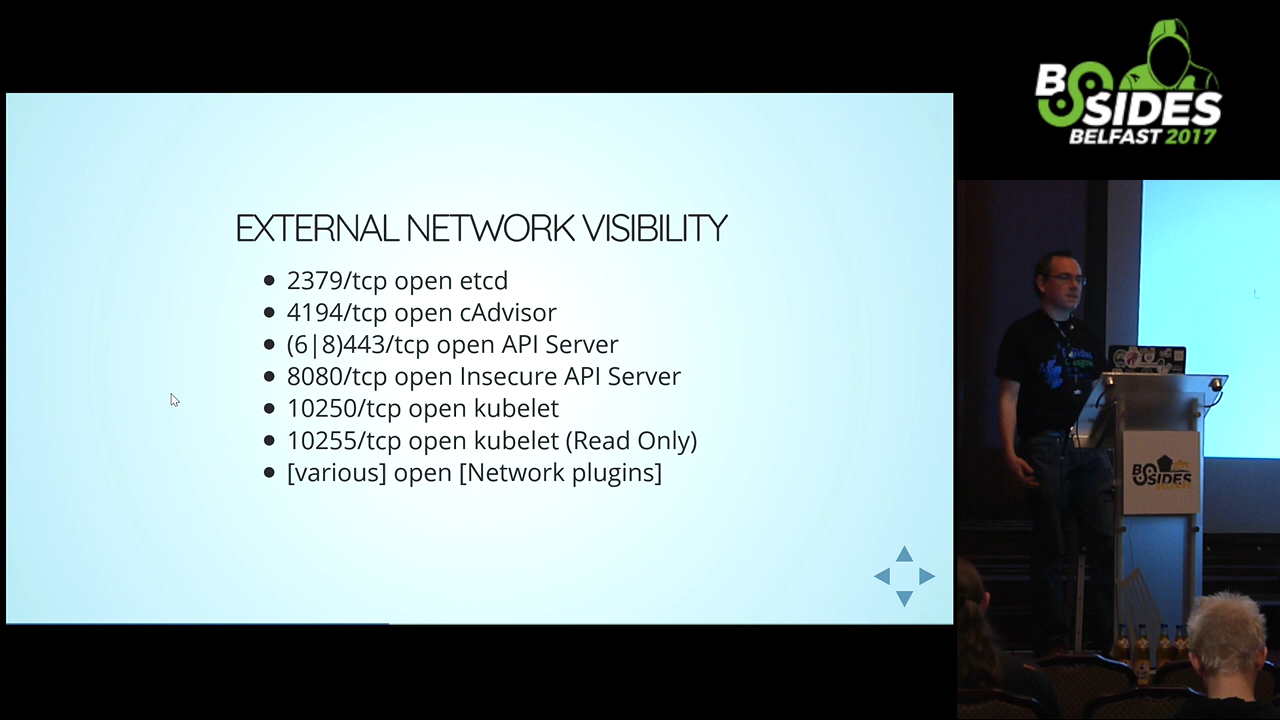 BSIDES
BELFAST 2017
EXTERNAL NETWORK VISIBILITY
2379/tcp open etcd
4194/tcp open cAdvisor
(6|8)443/tcp open API Server
8080/tcp open Insecure API Server
10250/tcp open kubelet
10255/tcp open kubelet (Read Only)
[various] open [Network plugins]
BSIDES